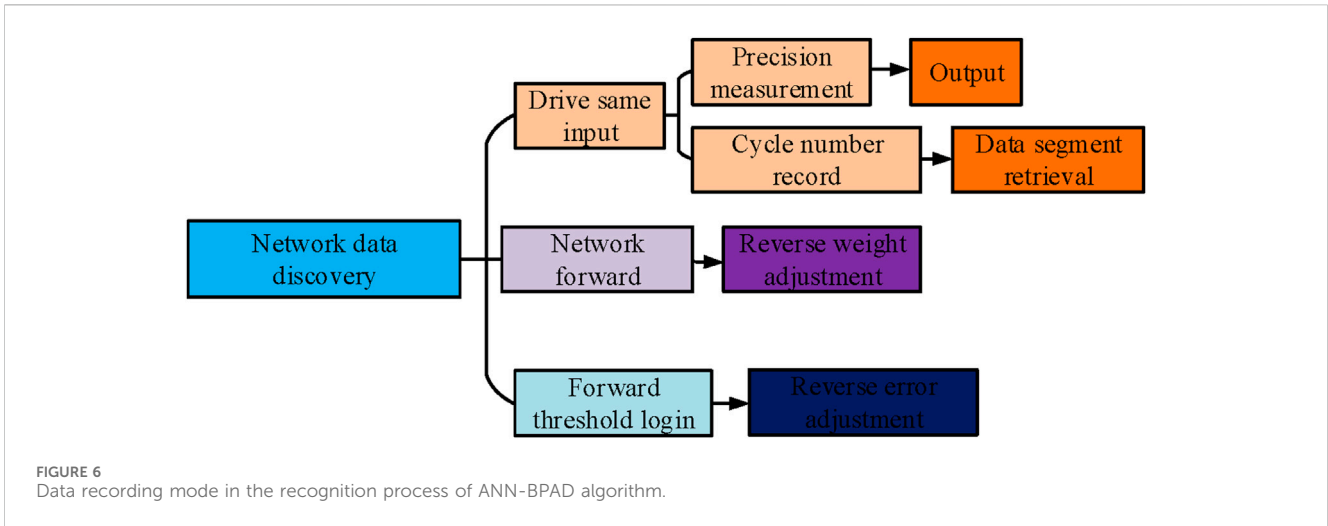 Precision
measurement
Output
Drive same
input
Cycle number
record
Data segment
retrieval
Network data
discovery
Network
forward
Reverse weight
adjustment
Forward
threshold login
Reverse error
adjustment
FIGURE 6
Data recording mode in the recognition process of ANN-BPAD algorithm.